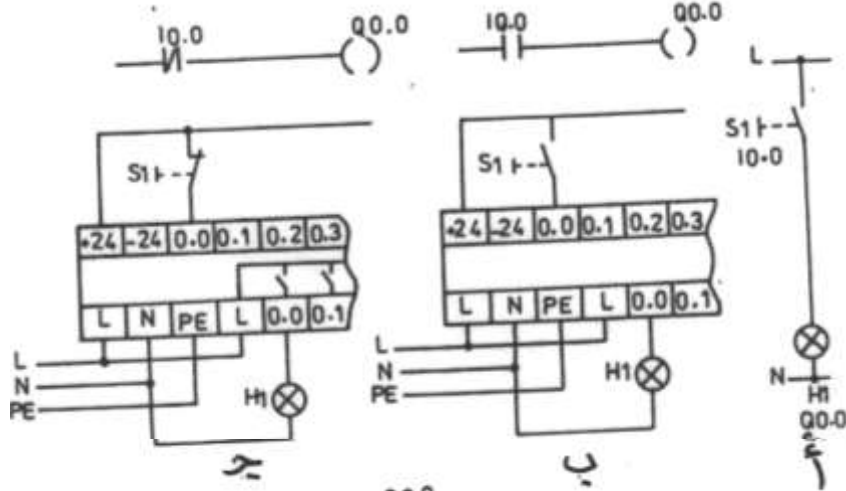 I0.0 Q0.0
I0.0 Q0.0
L
S1
S1
S1
I0.0
+24 -24 0.0 0.1 0.2 0.3
+24 -24 0.0 0.1 0.2 0.3
L N PE L 0.0 0.1
L N PE L 0.0 0.1
L
N
PE
H1
L
N
PE
H1
N
H1
Q0.0
ب